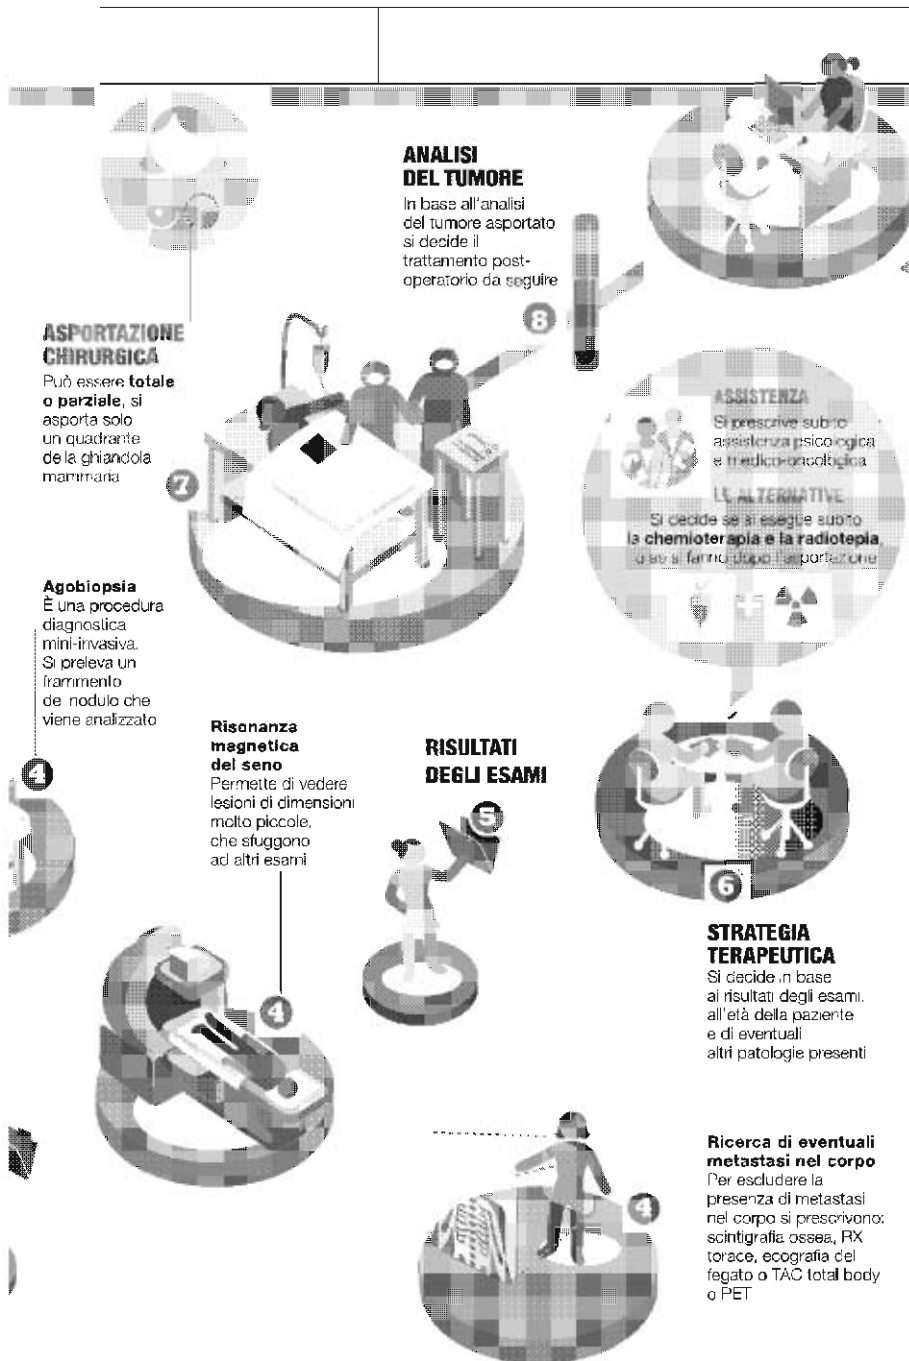 ANALISI
DEL TUMORE
In base all'analisi
del tumore asportato
si decide il
trattamento post-
operatorio da seguire
8
ASPORTAZIONE
CHIRURGICA
Può essere totale
o parziale, si
asporta solo
un quadrante
de la ghiandola
mammaria
7
ASSISTENZA
Si prescrive subito
assistenza psicologica
e medico-oncologica
LE ALTERNATIVE
Si decide se si esegue subito
la chemioterapia e la radiotepia,
o se si fanno dopo l'asportazione
Agobiopsia
È una procedura
diagnostica
mini-invasiva.
Si preleva un
frammento
de nodulo che
viene analizzato
4
Risonanza
magnetica
del seno
Permette di vedere
lesioni di dimensioni
molto piccole,
che sfuggono
ad altri esami
4
RISULTATI
DEGLI ESAMI
5
6
STRATEGIA
TERAPEUTICA
Si decide in base
ai risultati degli esami,
all'età della paziente
e di eventuali
altri patologie presenti
4
Ricerca di eventuali
metastasi nel corpo
Per escludere la
presenza di metastasi
nel corpo si prescrivono:
scintigrafia ossea, RX
torace, ecografia del
fegato o TAC total body
o PET